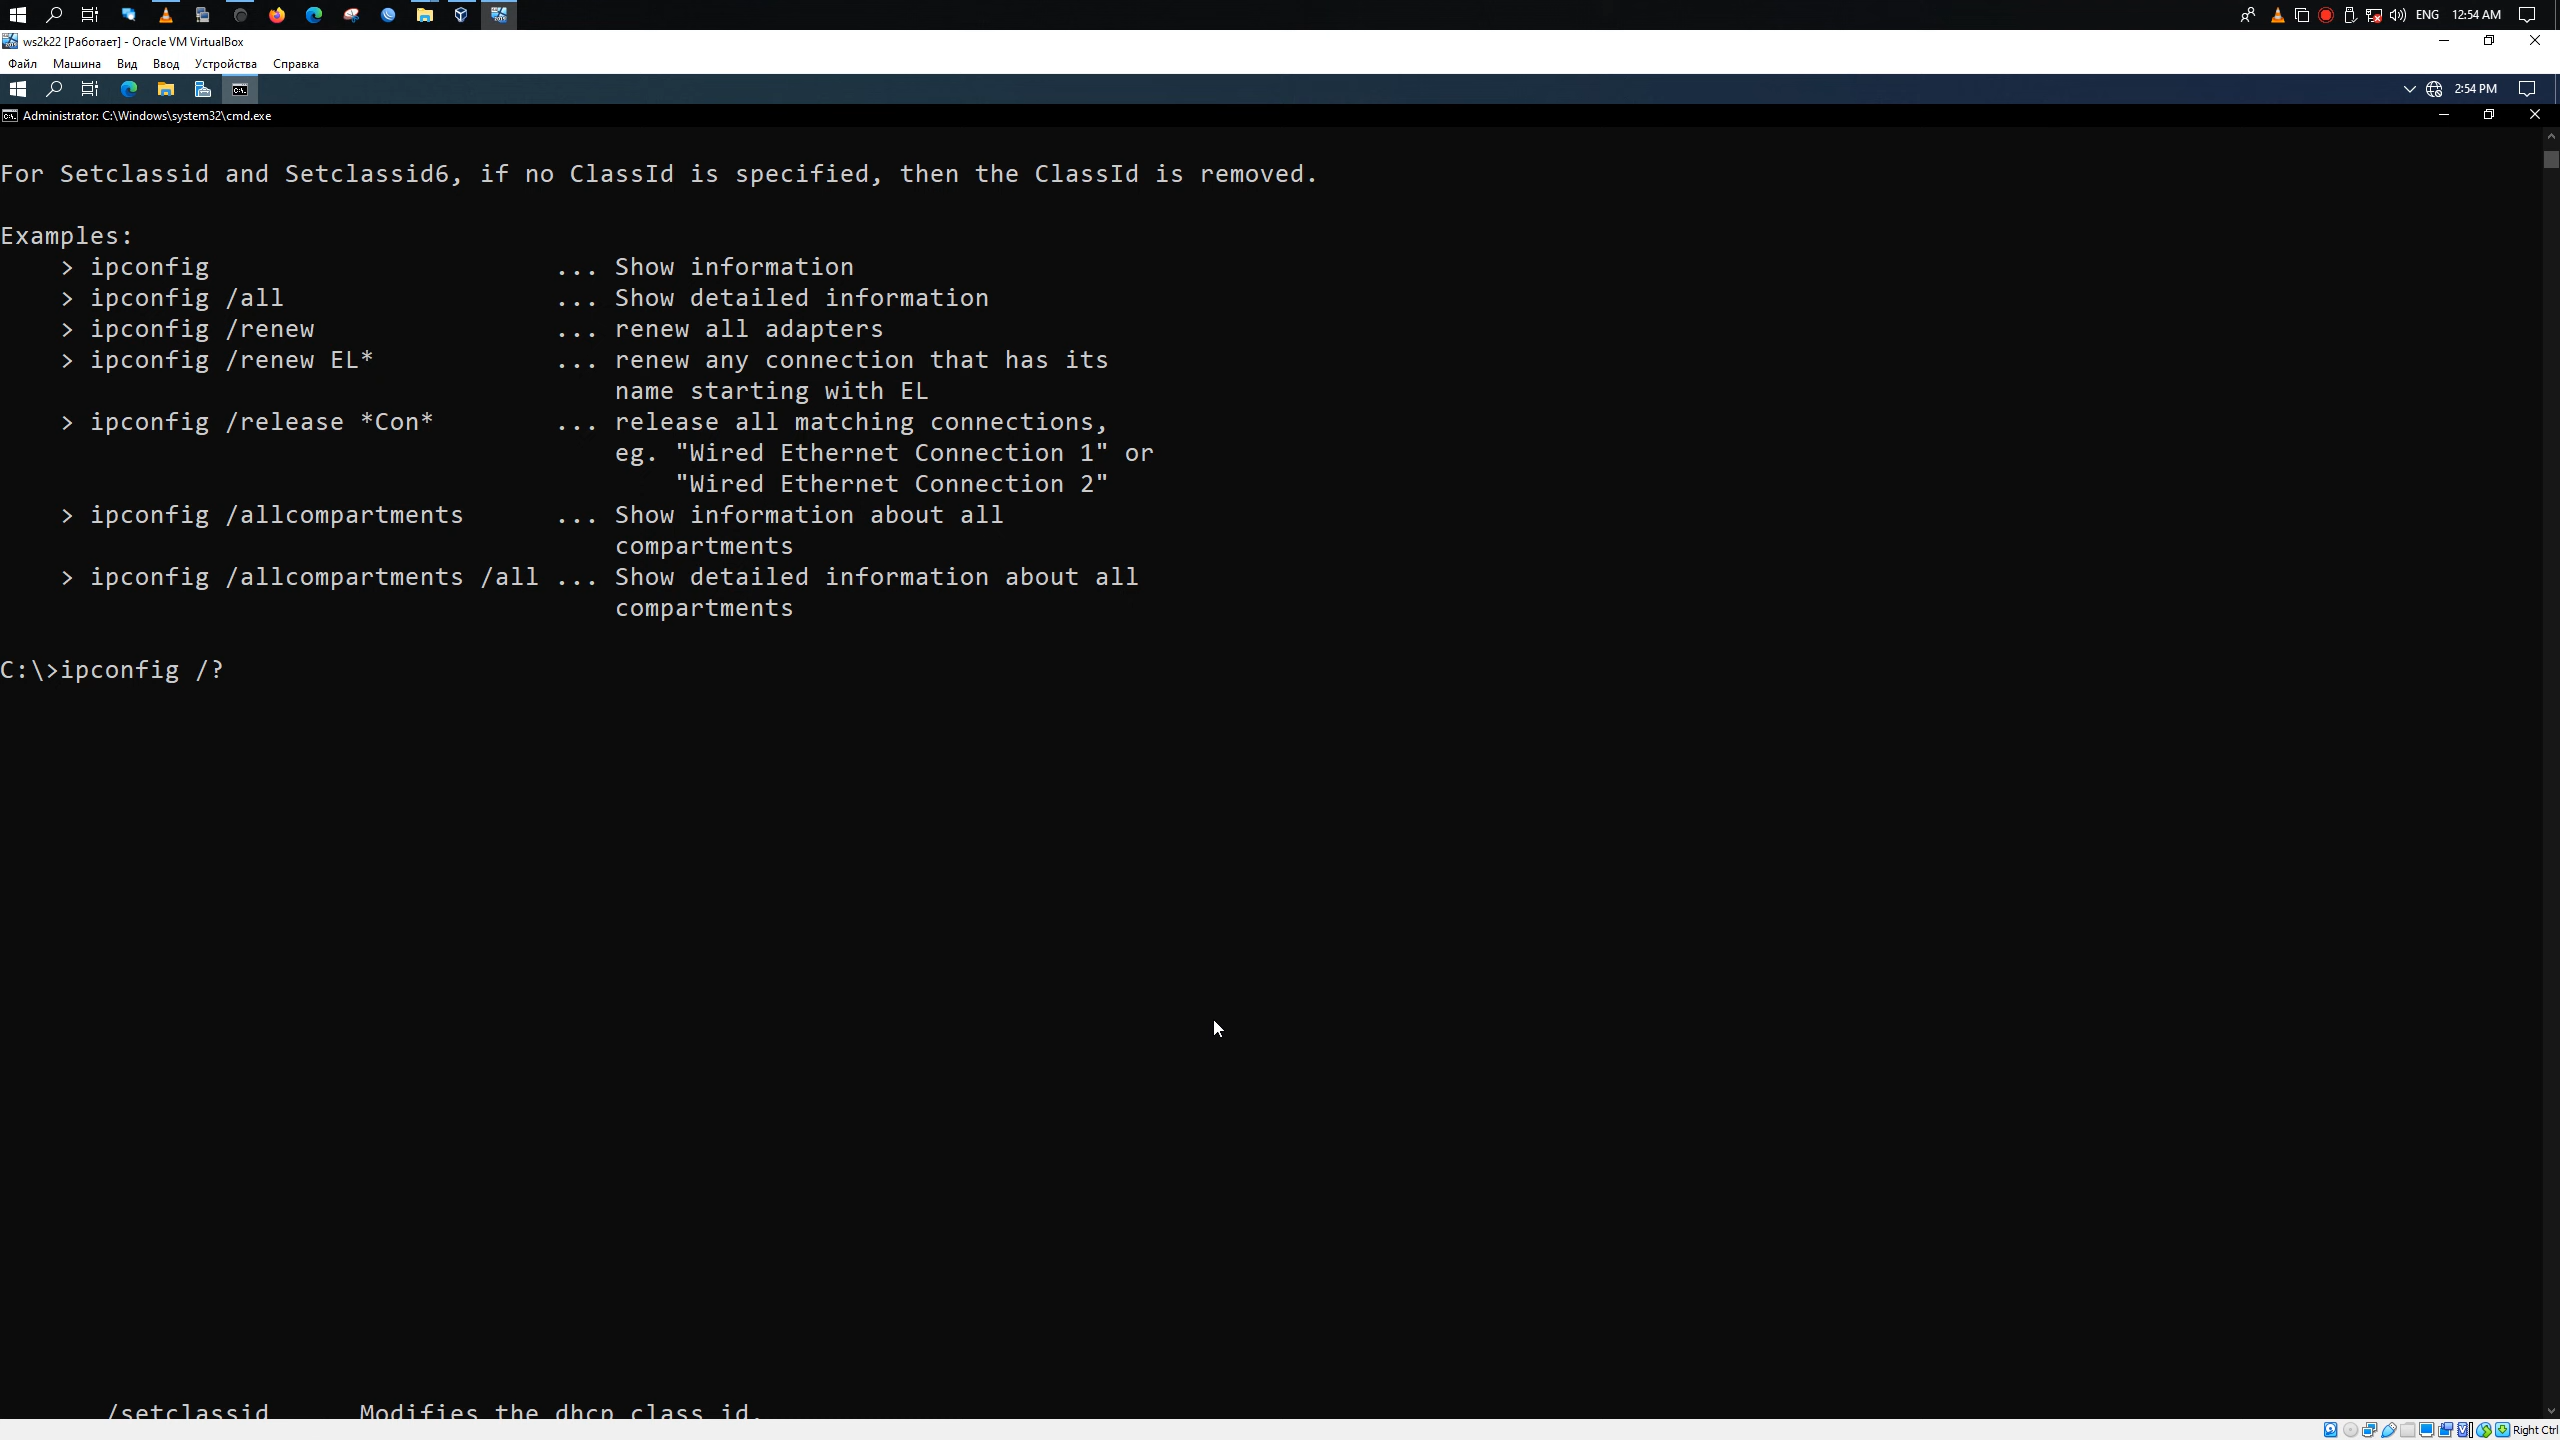 ENG 12:54 AM
ws2k22 [Работает] - Oracle VM VirtualBox
Файл Машина Вид Ввод Устройства Справка
2:54 PM
Administrator: C:\Windows\system32\cmd.exe
For Setclassid and Setclassid6, if no ClassId is specified, then the ClassId is removed.
Examples:
> ipconfig ... Show information
> ipconfig /all ... Show detailed information
> ipconfig /renew ... renew all adapters
> ipconfig /renew EL* ... renew any connection that has its
name starting with EL
> ipconfig /release *Con* ... release all matching connections,
eg. "Wired Ethernet Connection 1" or
"Wired Ethernet Connection 2"
> ipconfig /allcompartments ... Show information about all
compartments
> ipconfig /allcompartments /all ... Show detailed information about all
compartments
C:\>ipconfig /?
/setclassid Modifies the dhcp class id.
Right Ctrl